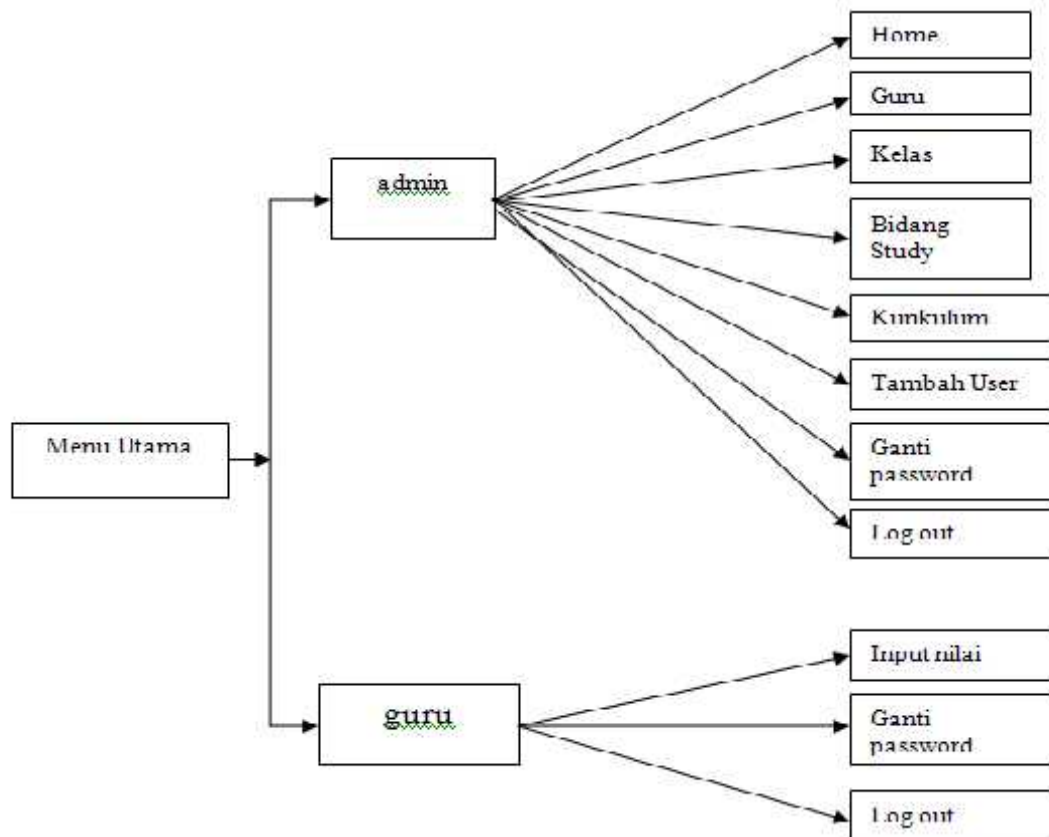 Home
Guru
Kelas
admin
Bidang
Study
Kurikulum
Tambah User
Menu Utama
Ganti
password
Log out
Input nilai
guru
Ganti
password
Log out